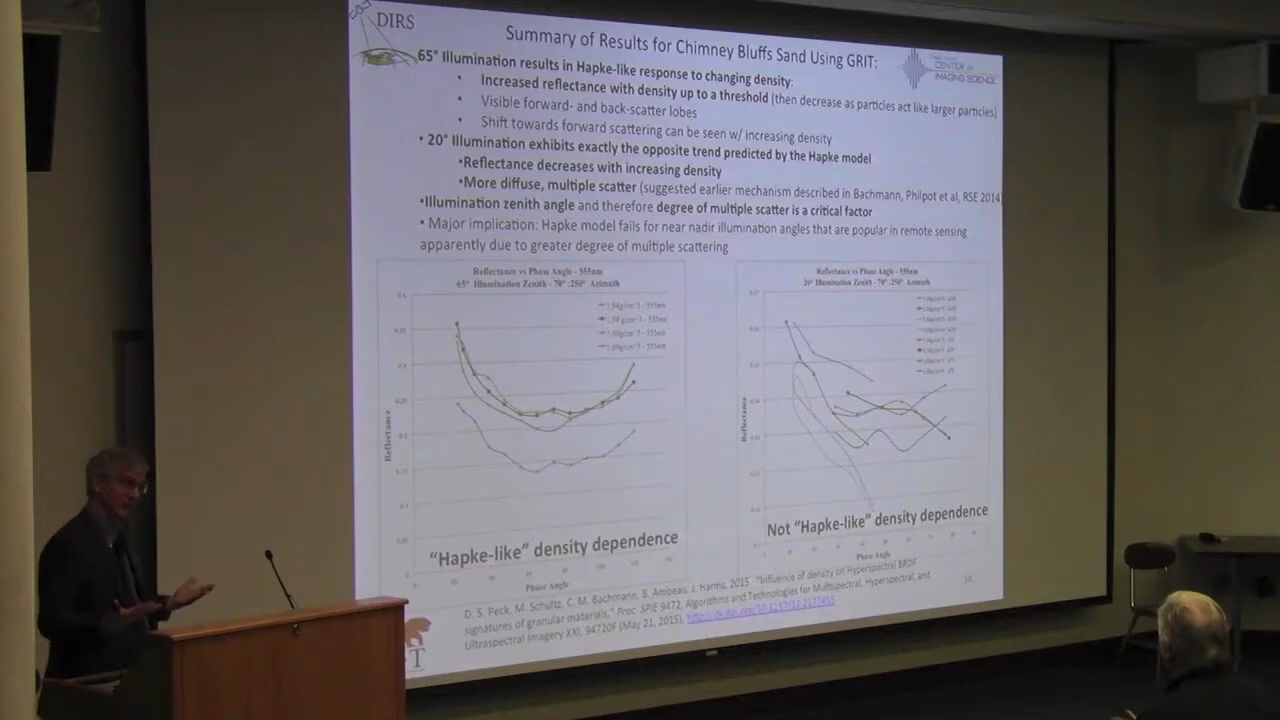 DIRS
Summary of Results for Chimney Bluffs Sand Using GRIT:
CENTER for
IMAGING SCIENCE
65° Illumination results in Hapke-like response to changing density:
• Increased reflectance with density up to a threshold (then decrease as particles act like larger particles)
• Visible forward- and back-scatter lobes
• Shift towards forward scattering can be seen w/ increasing density
• 20° Illumination exhibits exactly the opposite trend predicted by the Hapke model
•Reflectance decreases with increasing density
•More diffuse, multiple scatter (suggested earlier mechanism described in Bachmann, Philpot et al, RSE 2014)
•Illumination zenith angle and therefore degree of multiple scatter is a critical factor
• Major implication: Hapke model fails for near nadir illumination angles that are popular in remote sensing
apparently due to greater degree of multiple scattering
Reflectance vs Phase Angle - 555nm
65° Illumination Zenith - 70° :250° Azimuth
Reflectance
"Hapke-like" density dependence
Phase Angle
Reflectance vs Phase Angle - 555nm
20° Illumination Zenith - 70° :250° Azimuth
Reflectance
Not "Hapke-like" density dependence
Phase Angle
D. S. Peck, M. Schultz, C. M. Bachmann, B. Ambeau, J. Harms, 2015 "Influence of density on Hyperspectral BRDF
signatures of granular materials," Proc. SPIE 9472, Algorithms and Technologies for Multispectral, Hyperspectral, and
Ultraspectral Imagery XXI, 94720F (May 21, 2015),